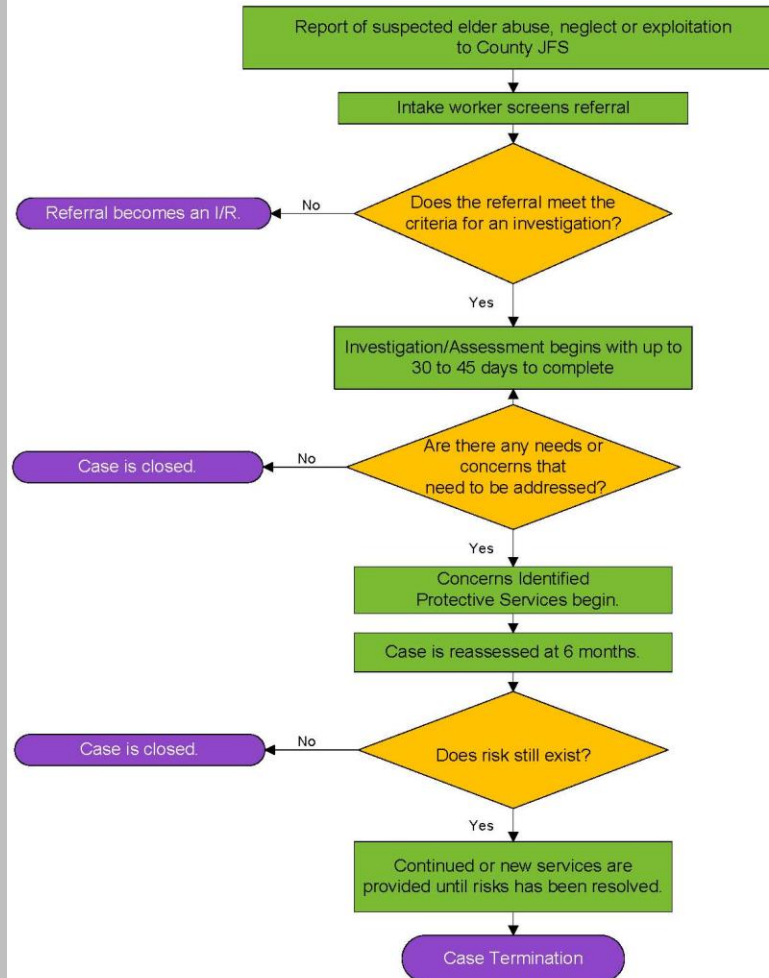 Report of suspected elder abuse, neglect or exploitation
to County JFS
Intake worker screens referral
Does the referral meet the
criteria for an investigation?
No
Referral becomes an I/R.
Yes
Investigation/Assessment begins with up to
30 to 45 days to complete
Are there any needs or
concerns that
need to be addressed?
No
Case is closed.
Yes
Concerns Identified
Protective Services begin.
Case is reassessed at 6 months.
Does risk still exist?
No
Case is closed.
Yes
Continued or new services are
provided until risks has been resolved.
Case Termination